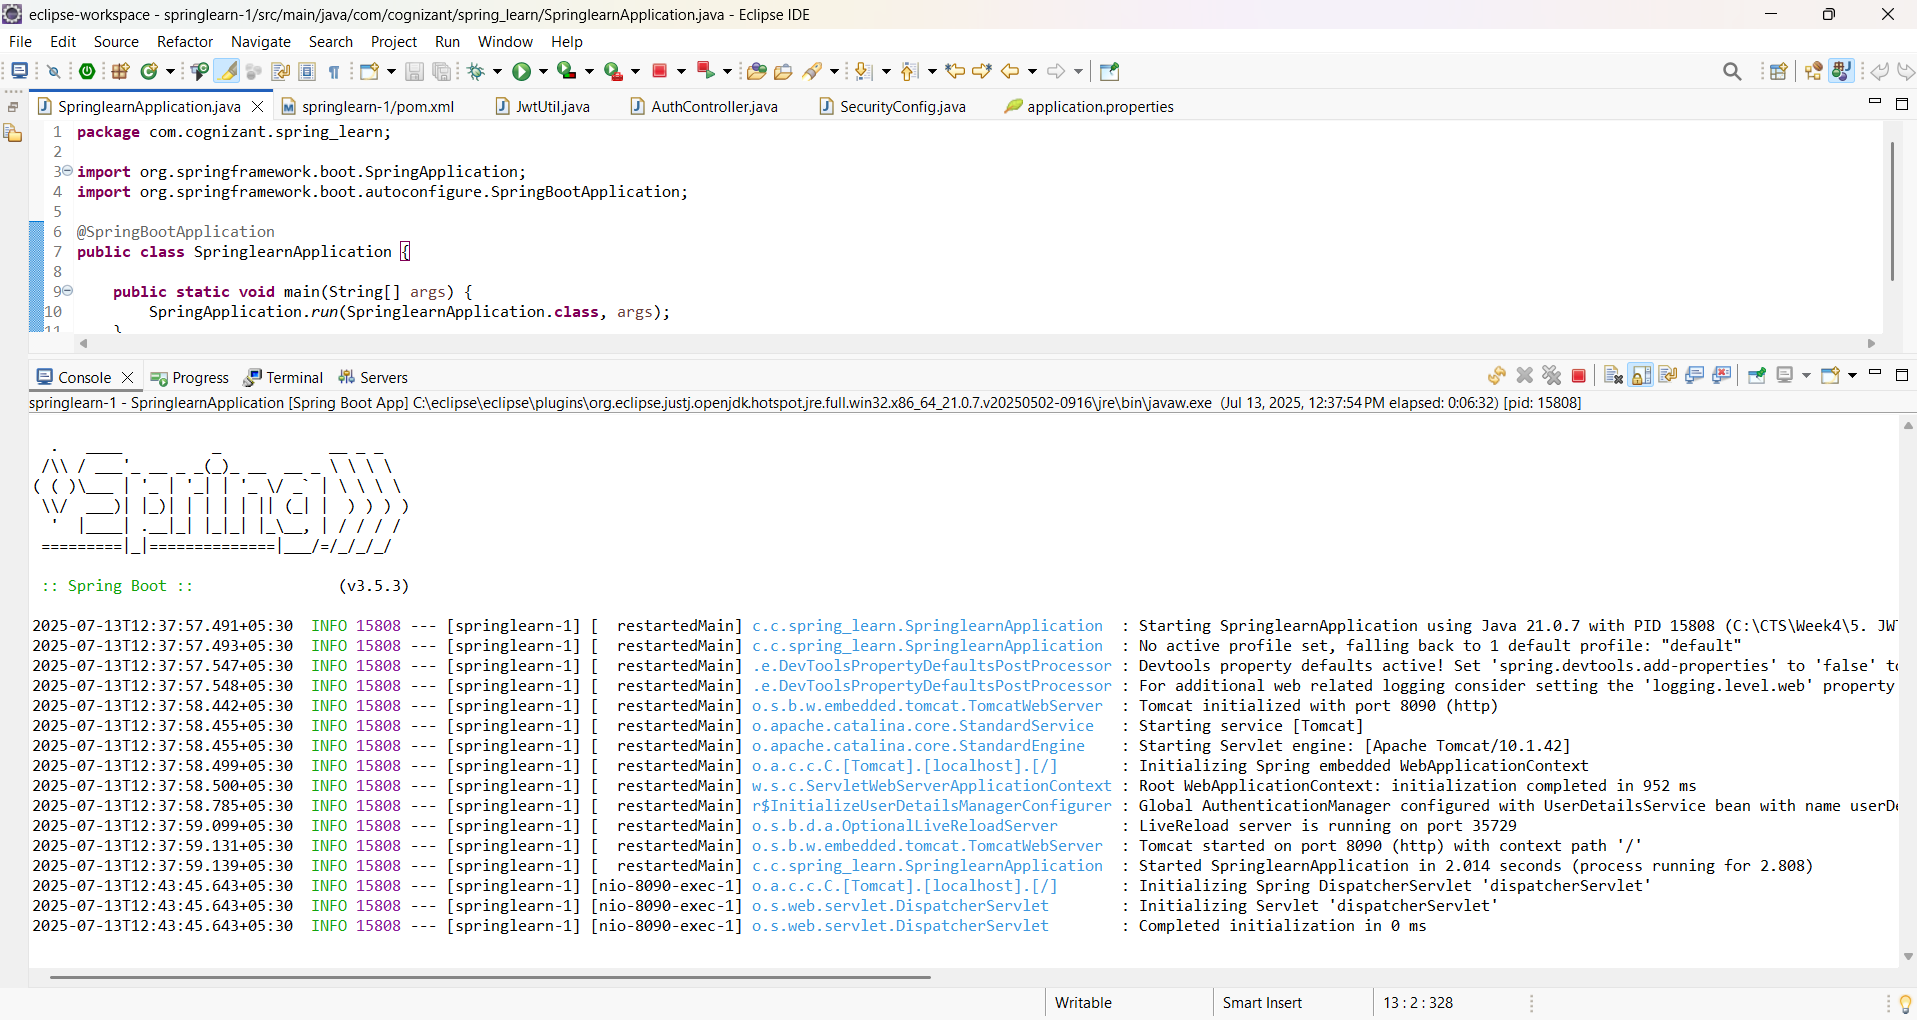 eclipse-workspace - springlearn-1/src/main/java/com/cognizant/spring_learn/SpringlearnApplication.java - Eclipse IDE
File Edit Source Refactor Navigate Search Project Run Window Help
SpringlearnApplication.java springlearn-1/pom.xml JwtUtil.java AuthController.java SecurityConfig.java application.properties
1 package com.cognizant.spring_learn;
2
3 import org.springframework.boot.SpringApplication;
4 import org.springframework.boot.autoconfigure.SpringBootApplication;
5
6 @SpringBootApplication
7 public class SpringlearnApplication {
8
9 public static void main(String[] args) {
10 SpringApplication.run(SpringlearnApplication.class, args);
11 }
Console Progress Terminal Servers
springlearn-1 - SpringlearnApplication [Spring Boot App] C:\eclipse\eclipse\plugins\org.eclipse.justj.openjdk.hotspot.jre.full.win32.x86_64_21.0.7.v20250502-0916\jre\bin\javaw.exe (Jul 13, 2025, 12:37:54 PM elapsed: 0:06:32) [pid: 15808]
Spring
:: Spring Boot :: (v3.5.3)
2025-07-13T12:37:57.491+05:30 INFO 15808 --- [springlearn-1] [ restartedMain] c.c.spring_learn.SpringlearnApplication : Starting SpringlearnApplication using Java 21.0.7 with PID 15808 (C:\CTS\Week4\5. JW
2025-07-13T12:37:57.493+05:30 INFO 15808 --- [springlearn-1] [ restartedMain] c.c.spring_learn.SpringlearnApplication : No active profile set, falling back to 1 default profile: "default"
2025-07-13T12:37:57.547+05:30 INFO 15808 --- [springlearn-1] [ restartedMain] .e.DevToolsPropertyDefaultsPostProcessor : Devtools property defaults active! Set 'spring.devtools.add-properties' to 'false' to
2025-07-13T12:37:57.548+05:30 INFO 15808 --- [springlearn-1] [ restartedMain] .e.DevToolsPropertyDefaultsPostProcessor : For additional web related logging consider setting the 'logging.level.web' property
2025-07-13T12:37:58.442+05:30 INFO 15808 --- [springlearn-1] [ restartedMain] o.s.b.w.embedded.tomcat.TomcatWebServer : Tomcat initialized with port 8090 (http)
2025-07-13T12:37:58.455+05:30 INFO 15808 --- [springlearn-1] [ restartedMain] o.apache.catalina.core.StandardService : Starting service [Tomcat]
2025-07-13T12:37:58.455+05:30 INFO 15808 --- [springlearn-1] [ restartedMain] o.apache.catalina.core.StandardEngine : Starting Servlet engine: [Apache Tomcat/10.1.42]
2025-07-13T12:37:58.499+05:30 INFO 15808 --- [springlearn-1] [ restartedMain] o.a.c.c.C.[Tomcat].[localhost].[/] : Initializing Spring embedded WebApplicationContext
2025-07-13T12:37:58.500+05:30 INFO 15808 --- [springlearn-1] [ restartedMain] w.s.c.ServletWebServerApplicationContext : Root WebApplicationContext: initialization completed in 952 ms
2025-07-13T12:37:58.785+05:30 INFO 15808 --- [springlearn-1] [ restartedMain] r$InitializeUserDetailsManagerConfigurer : Global AuthenticationManager configured with UserDetailsService bean with name userDe
2025-07-13T12:37:59.099+05:30 INFO 15808 --- [springlearn-1] [ restartedMain] o.s.b.d.a.OptionalLiveReloadServer : LiveReload server is running on port 35729
2025-07-13T12:37:59.131+05:30 INFO 15808 --- [springlearn-1] [ restartedMain] o.s.b.w.embedded.tomcat.TomcatWebServer : Tomcat started on port 8090 (http) with context path '/'
2025-07-13T12:37:59.139+05:30 INFO 15808 --- [springlearn-1] [ restartedMain] c.c.spring_learn.SpringlearnApplication : Started SpringlearnApplication in 2.014 seconds (process running for 2.808)
2025-07-13T12:43:45.643+05:30 INFO 15808 --- [springlearn-1] [nio-8090-exec-1] o.a.c.c.C.[Tomcat].[localhost].[/] : Initializing Spring DispatcherServlet 'dispatcherServlet'
2025-07-13T12:43:45.643+05:30 INFO 15808 --- [springlearn-1] [nio-8090-exec-1] o.s.web.servlet.DispatcherServlet : Initializing Servlet 'dispatcherServlet'
2025-07-13T12:43:45.643+05:30 INFO 15808 --- [springlearn-1] [nio-8090-exec-1] o.s.web.servlet.DispatcherServlet : Completed initialization in 0 ms
Writable Smart Insert 13 : 2 : 328